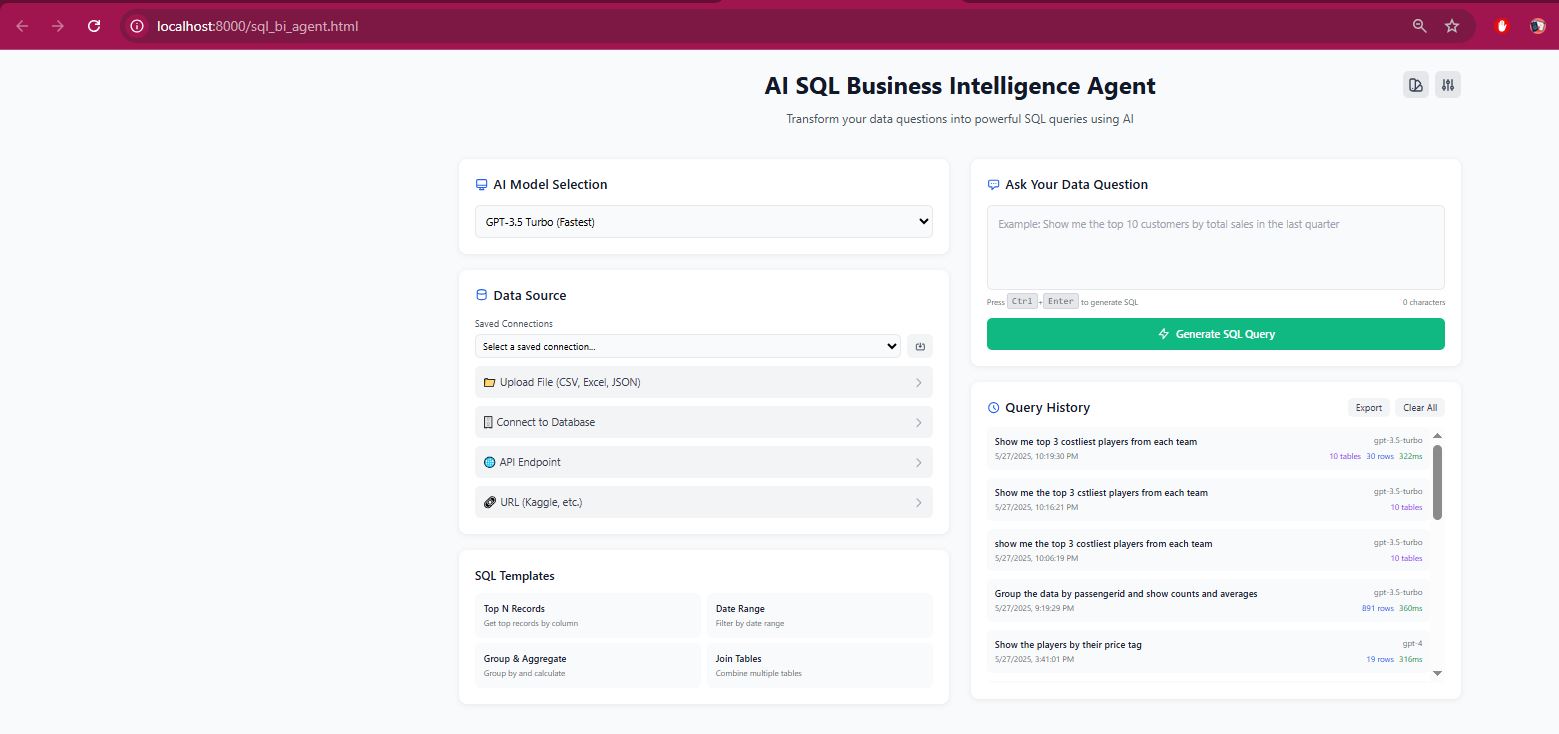 localhost:8000/sql_bi_agent.html
AI SQL Business Intelligence Agent
Transform your data questions into powerful SQL queries using AI
AI Model Selection
GPT-3.5 Turbo (Fastest)
Data Source
Saved Connections
Select a saved connection...
Upload File (CSV, Excel, JSON)
Connect to Database
API Endpoint
URL (Kaggle, etc.)
SQL Templates
Top N Records
Get top records by column
Date Range
Filter by date range
Group & Aggregate
Group by and calculate
Join Tables
Combine multiple tables
Ask Your Data Question
Example: Show me the top 10 customers by total sales in the last quarter
Press Ctrl + Enter to generate SQL
0 characters
Generate SQL Query
Query History
Export
Clear All
Show me top 3 costliest players from each team
gpt-3.5-turbo
5/27/2025, 10:19:30 PM
10 tables 30 rows 322ms
Show me the top 3 cstliest players from each team
gpt-3.5-turbo
5/27/2025, 10:16:21 PM
10 tables
show me the top 3 costliest players from each team
gpt-3.5-turbo
5/27/2025, 10:06:19 PM
10 tables
Group the data by passengerid and show counts and averages
gpt-3.5-turbo
5/27/2025, 9:19:29 PM
891 rows 360ms
Show the players by their price tag
gpt-4
5/27/2025, 3:41:01 PM
19 rows 316ms